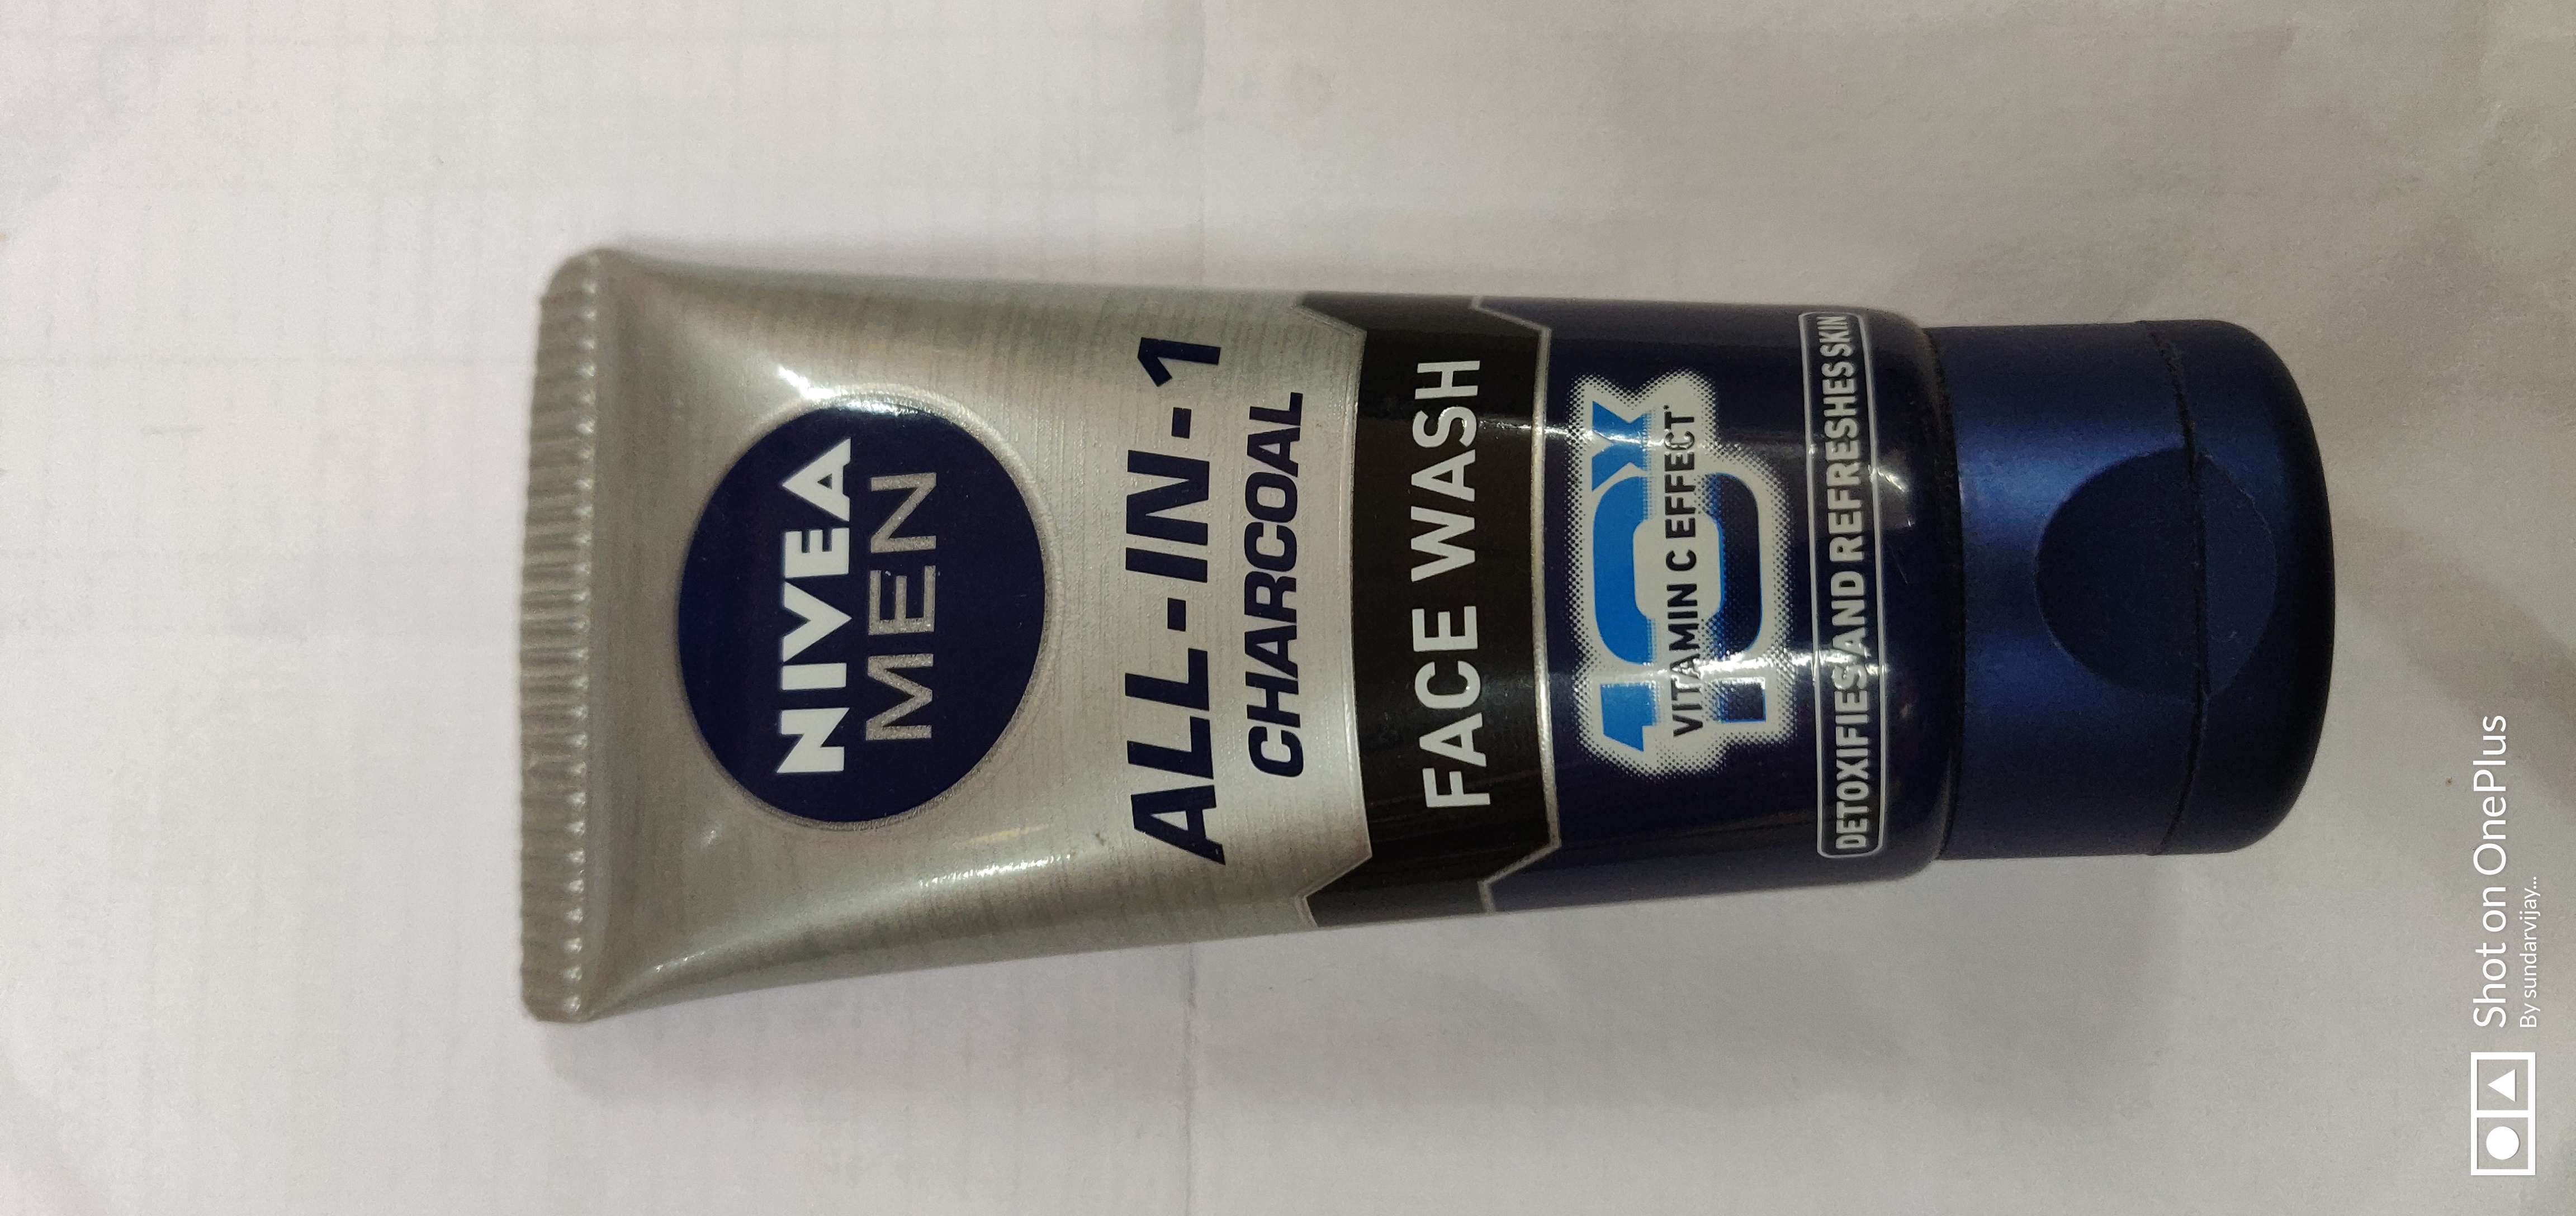 NIVEA
MEN
ALL-IN-1
CHARCOAL
FACE WASH
10X
VITAMIN C EFFECT*
DETOXIFIES AND REFRESHES SKIN
Shot on OnePlus
By sundarvijay...